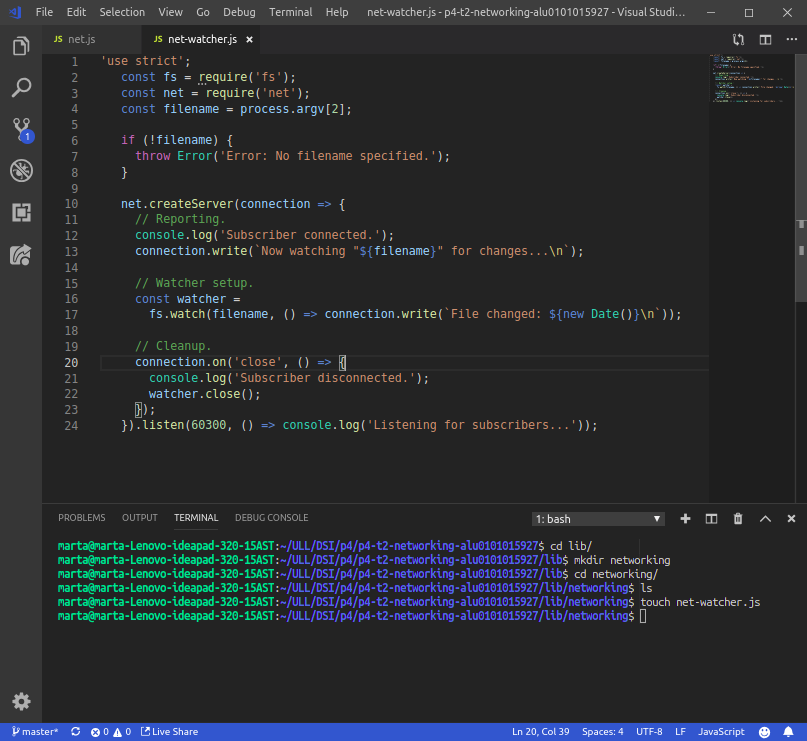 File Edit Selection View Go Debug Terminal Help net-watcher.js - p4-t2-networking-alu0101015927 - Visual Studi...
JS net.js JS net-watcher.js
1 'use strict';
2 const fs = require('fs');
3 const net = require('net');
4 const filename = process.argv[2];
5
6 if (!filename) {
7 throw Error('Error: No filename specified.');
8 }
9
10 net.createServer(connection => {
11 // Reporting.
12 console.log('Subscriber connected.');
13 connection.write(`Now watching "${filename}" for changes...\n`);
14
15 // Watcher setup.
16 const watcher =
17 fs.watch(filename, () => connection.write(`File changed: ${new Date()}\n`));
18
19 // Cleanup.
20 connection.on('close', () => {
21 console.log('Subscriber disconnected.');
22 watcher.close();
23 });
24 }).listen(60300, () => console.log('Listening for subscribers...'));
1
PROBLEMS OUTPUT TERMINAL DEBUG CONSOLE 1: bash
marta@marta-Lenovo-ideapad-320-15AST:~/ULL/DSI/p4/p4-t2-networking-alu0101015927$ cd lib/
marta@marta-Lenovo-ideapad-320-15AST:~/ULL/DSI/p4/p4-t2-networking-alu0101015927/lib$ mkdir networking
marta@marta-Lenovo-ideapad-320-15AST:~/ULL/DSI/p4/p4-t2-networking-alu0101015927/lib$ cd networking/
marta@marta-Lenovo-ideapad-320-15AST:~/ULL/DSI/p4/p4-t2-networking-alu0101015927/lib/networking$ ls
marta@marta-Lenovo-ideapad-320-15AST:~/ULL/DSI/p4/p4-t2-networking-alu0101015927/lib/networking$ touch net-watcher.js
marta@marta-Lenovo-ideapad-320-15AST:~/ULL/DSI/p4/p4-t2-networking-alu0101015927/lib/networking$
master* 0 0 Live Share Ln 20, Col 39 Spaces: 4 UTF-8 LF JavaScript